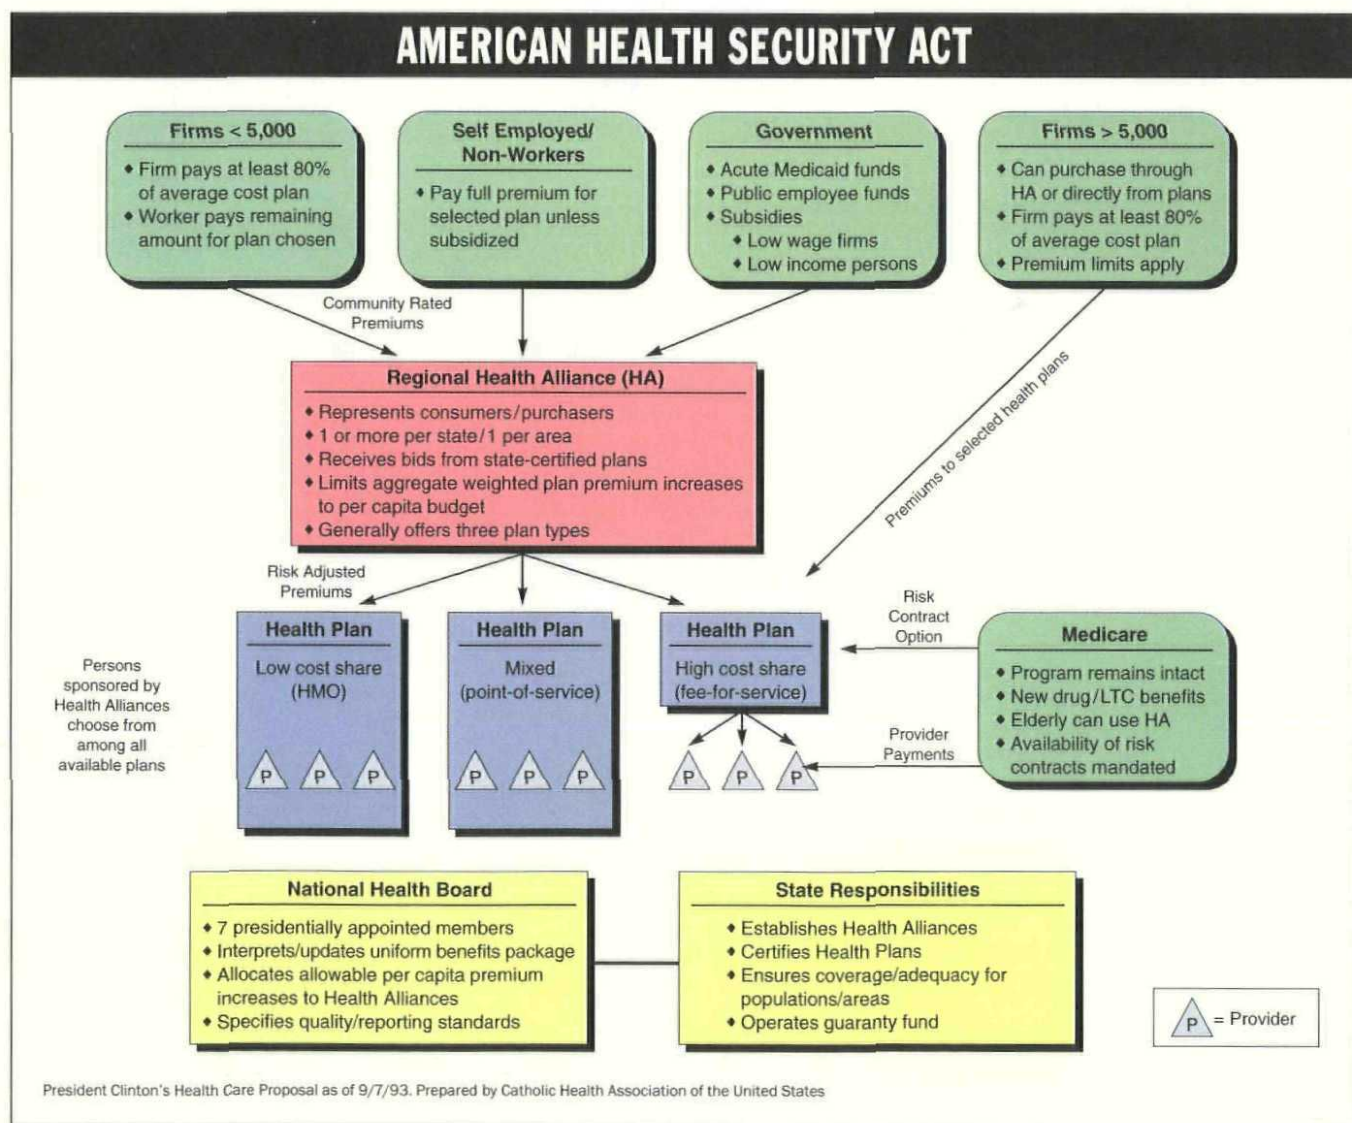 AMERICAN HEALTH SECURITY ACT
Firms < 5,000
♦ Firm pays at least 80%
of average cost plan
♦ Worker pays remaining
amount for plan chosen
Self Employed/
Non-Workers
♦ Pay full premium for
selected plan unless
subsidized
Government
♦ Acute Medicaid funds
♦ Public employee funds
♦ Subsidies
♦ Low wage firms
♦ Low income persons
Firms > 5,000
♦ Can purchase through
HA or directly from plans
♦ Firm pays at least 80%
of average cost plan
♦ Premium limits apply
Community Rated
Premiums
Regional Health Alliance (HA)
♦ Represents consumers/purchasers
♦ 1 or more per state/1 per area
♦ Receives bids from state-certified plans
♦ Limits aggregate weighted plan premium increases
to per capita budget
♦ Generally offers three plan types
Premiums to selected health plans
Risk Adjusted
Premiums
Persons
sponsored by
Health Alliances
choose from
among all
available plans
Health Plan
Low cost share
(HMO)
P P P
Health Plan
Mixed
(point-of-service)
P P P
Health Plan
High cost share
(fee-for-service)
P P P
Risk
Contract
Option
Provider
Payments
Medicare
♦ Program remains intact
♦ New drug/LTC benefits
♦ Elderly can use HA
♦ Availability of risk
contracts mandated
National Health Board
♦ 7 presidentially appointed members
♦ Interprets/updates uniform benefits package
♦ Allocates allowable per capita premium
increases to Health Alliances
♦ Specifies quality/reporting standards
State Responsibilities
♦ Establishes Health Alliances
♦ Certifies Health Plans
♦ Ensures coverage/adequacy for
populations/areas
♦ Operates guaranty fund
P = Provider
President Clinton's Health Care Proposal as of 9/7/93. Prepared by Catholic Health Association of the United States